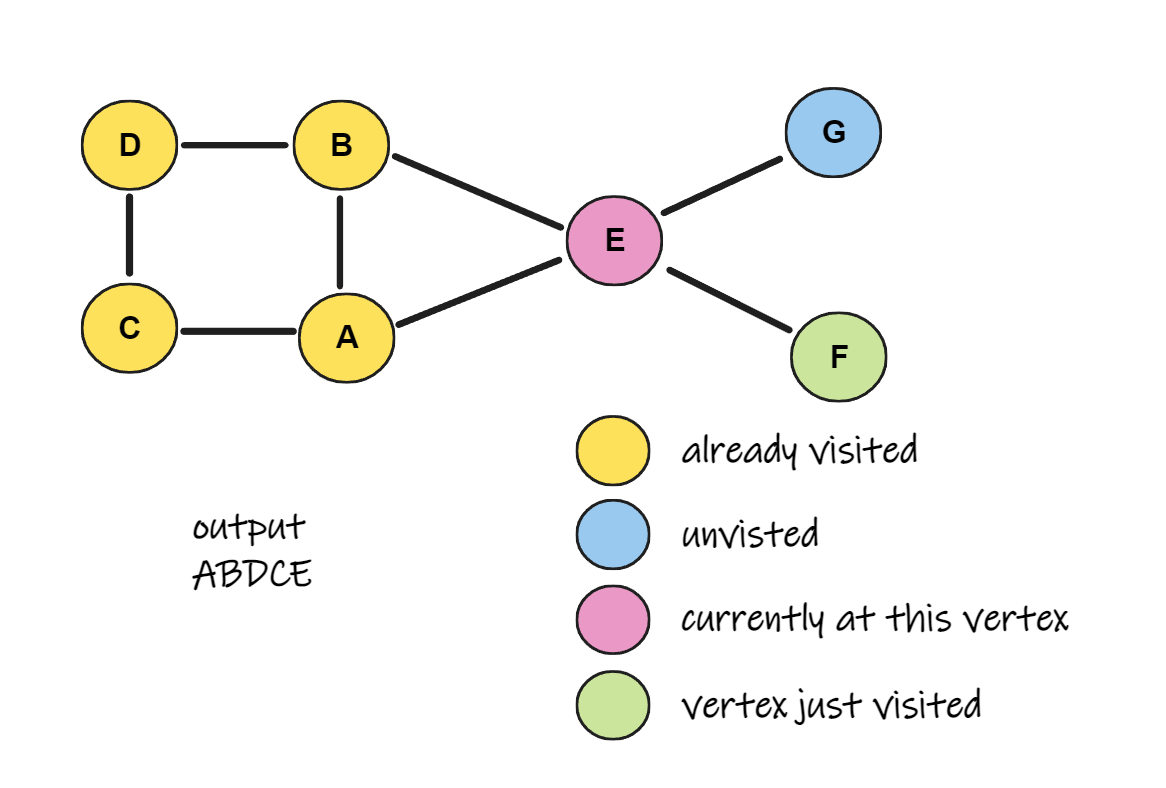 G
D
B
E
C
A
F
already visited
unvisted
currently at this vertex
vertex just visited
output
ABDCE